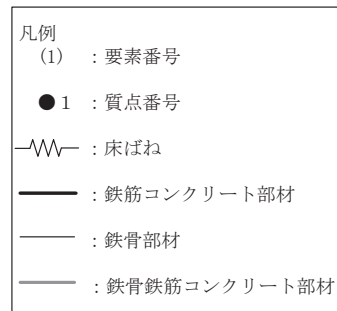 凡例
(1) :要素番号
●1 :質点番号
:床ばね
:鉄筋コンクリート部材
:鉄骨部材
:鉄骨鉄筋コンクリート部材